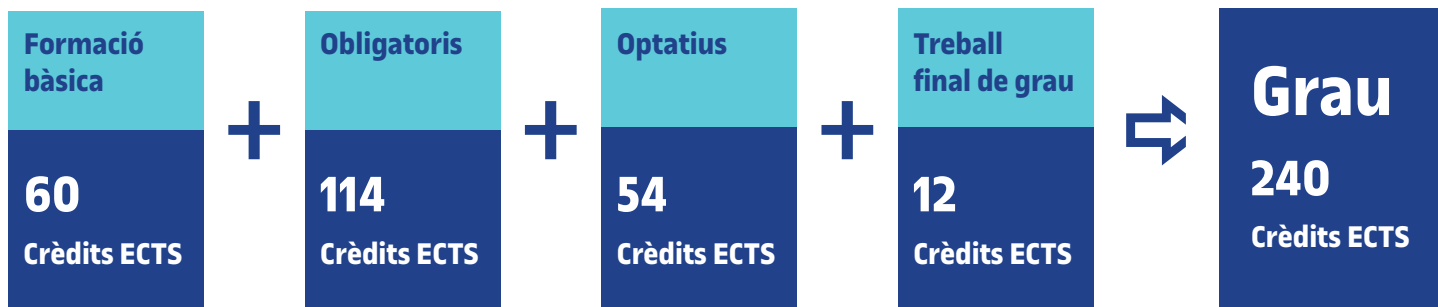 Formació
bàsica
60
Crèdits ECTS
+
Obligatoris
114
Crèdits ECTS
+
Optatius
54
Crèdits ECTS
+
Treball
final de grau
12
Crèdits ECTS
Grau
240
Crèdits ECTS